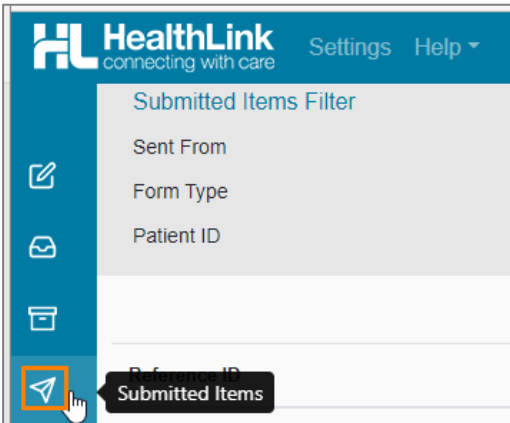 HL HealthLink Settings Help
connecting with care
Submitted Items Filter
Sent From
Form Type
Patient ID
Reference ID
Submitted Items